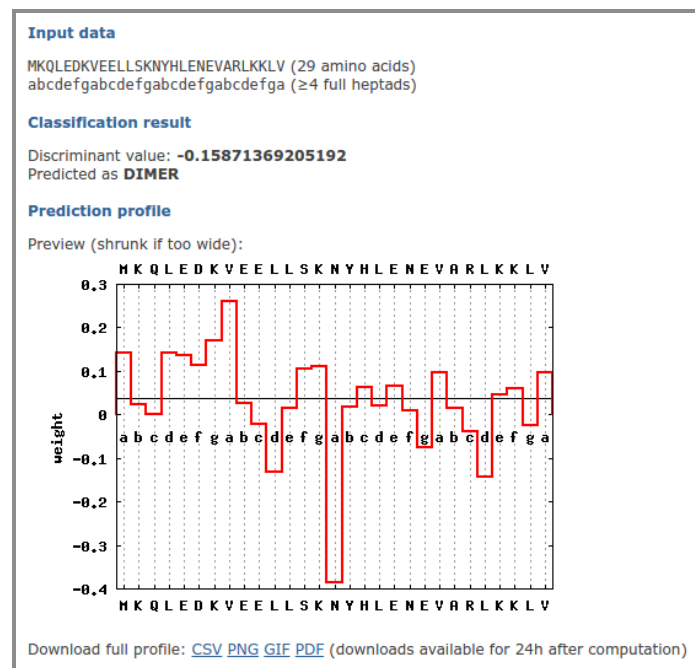 Input data
MKQLEDKVEELLSKNYHLENEVARLKKLV (29 amino acids)
abcdefgabcdefgabcdefgabcdefga (≥4 full heptads)
Classification result
Discriminant value: -0.15871369205192
Predicted as DIMER
Prediction profile
Preview (shrunk if too wide):
M K Q L E D K V E E L L S K N Y H L E N E V A R L K K L V
0.3
0.2
0.1
0
-0.1
-0.2
-0.3
-0.4
weight
a b c d e f g a b c d e f g a b c d e f g a b c d e f g a
M K Q L E D K V E E L L S K N Y H L E N E V A R L K K L V
Download full profile: CSV PNG GIF PDF (downloads available for 24h after computation)